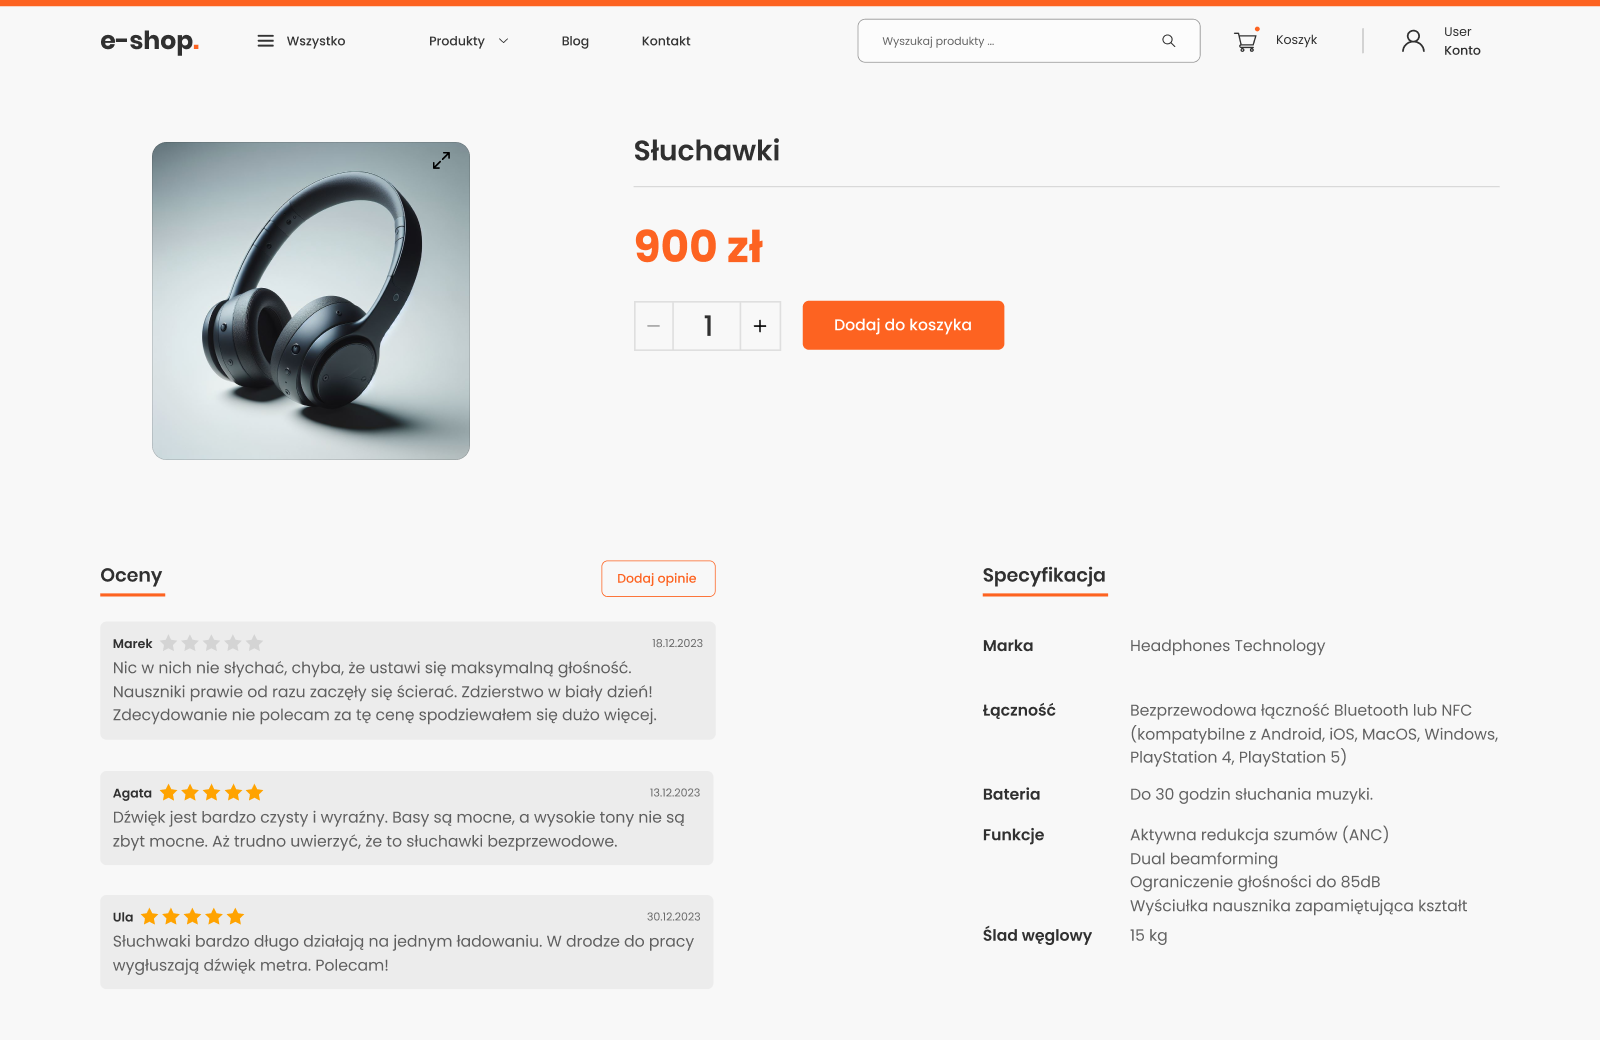 e-shop.
Wszystko
Produkty
Blog
Kontakt
Wyszukaj produkty ...
Koszyk
User
Konto
Słuchawki
900 zł
1
Dodaj do koszyka
Oceny
Dodaj opinie
Marek 18.12.2023
Nic w nich nie słychać, chyba, że ustawi się maksymalną głośność.
Nauszniki prawie od razu zaczęły się ścierać. Zdzierstwo w biały dzień!
Zdecydowanie nie polecam za tę cenę spodziewałem się dużo więcej.
Agata 13.12.2023
Dźwięk jest bardzo czysty i wyraźny. Basy są mocne, a wysokie tony nie są
zbyt mocne. Aż trudno uwierzyć, że to słuchawki bezprzewodowe.
Ula 30.12.2023
Słuchwaki bardzo długo działają na jednym ładowaniu. W drodze do pracy
wygłuszają dźwięk metra. Polecam!
Specyfikacja
Marka Headphones Technology
Łączność Bezprzewodowa łączność Bluetooth lub NFC
(kompatybilne z Android, iOS, MacOS, Windows,
PlayStation 4, PlayStation 5)
Bateria Do 30 godzin słuchania muzyki.
Funkcje Aktywna redukcja szumów (ANC)
Dual beamforming
Ograniczenie głośności do 85dB
Wyściułka nausznika zapamiętująca kształt
Ślad węglowy 15 kg